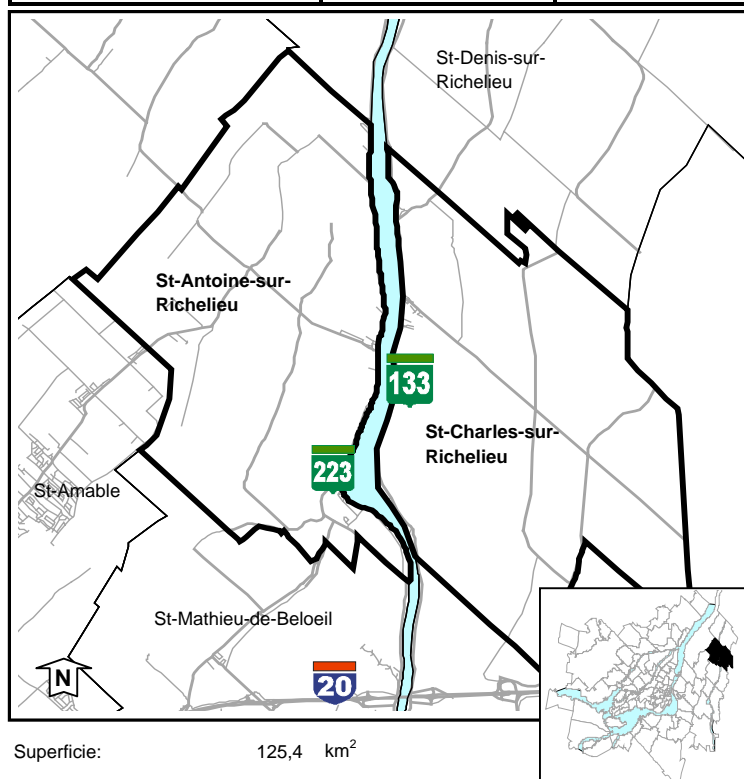 St-Denis-sur-
Richelieu
St-Antoine-sur-
Richelieu
133
St-Charles-sur-
Richelieu
223
St-Amable
St-Mathieu-de-Beloeil
N
20
Superficie: 125,4 km²